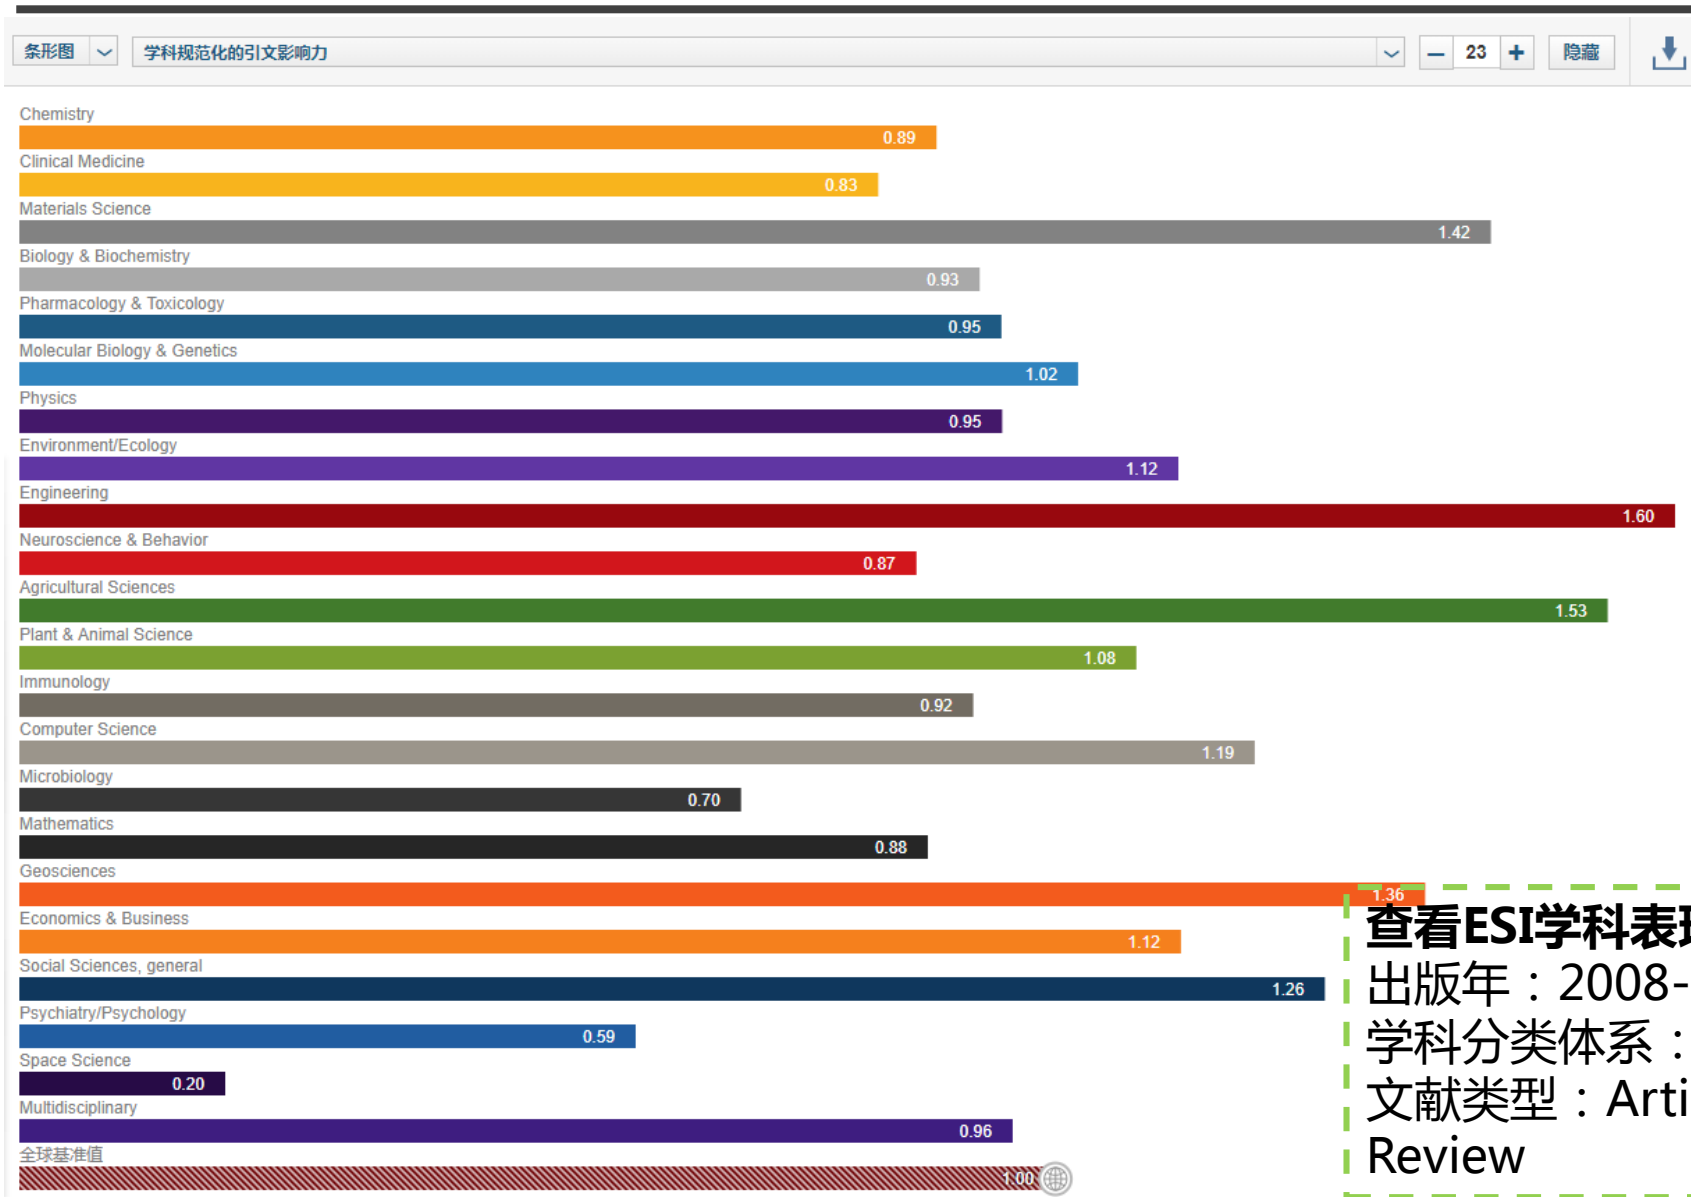 条形图
学科规范化的引文影响力
23
隐藏
Chemistry
0.89
Clinical Medicine
0.83
Materials Science
1.42
Biology & Biochemistry
0.93
Pharmacology & Toxicology
0.95
Molecular Biology & Genetics
1.02
Physics
0.95
Environment/Ecology
1.12
Engineering
1.60
Neuroscience & Behavior
0.87
Agricultural Sciences
1.53
Plant & Animal Science
1.08
Immunology
0.92
Computer Science
1.19
Microbiology
0.70
Mathematics
0.88
Geosciences
1.36
Economics & Business
1.12
Social Sciences, general
1.26
Psychiatry/Psychology
0.59
Space Science
0.20
Multidisciplinary
0.96
全球基准值
1.00
查看ESI学科表
出版年：2008-
学科分类体系：
文献类型：Arti
Review